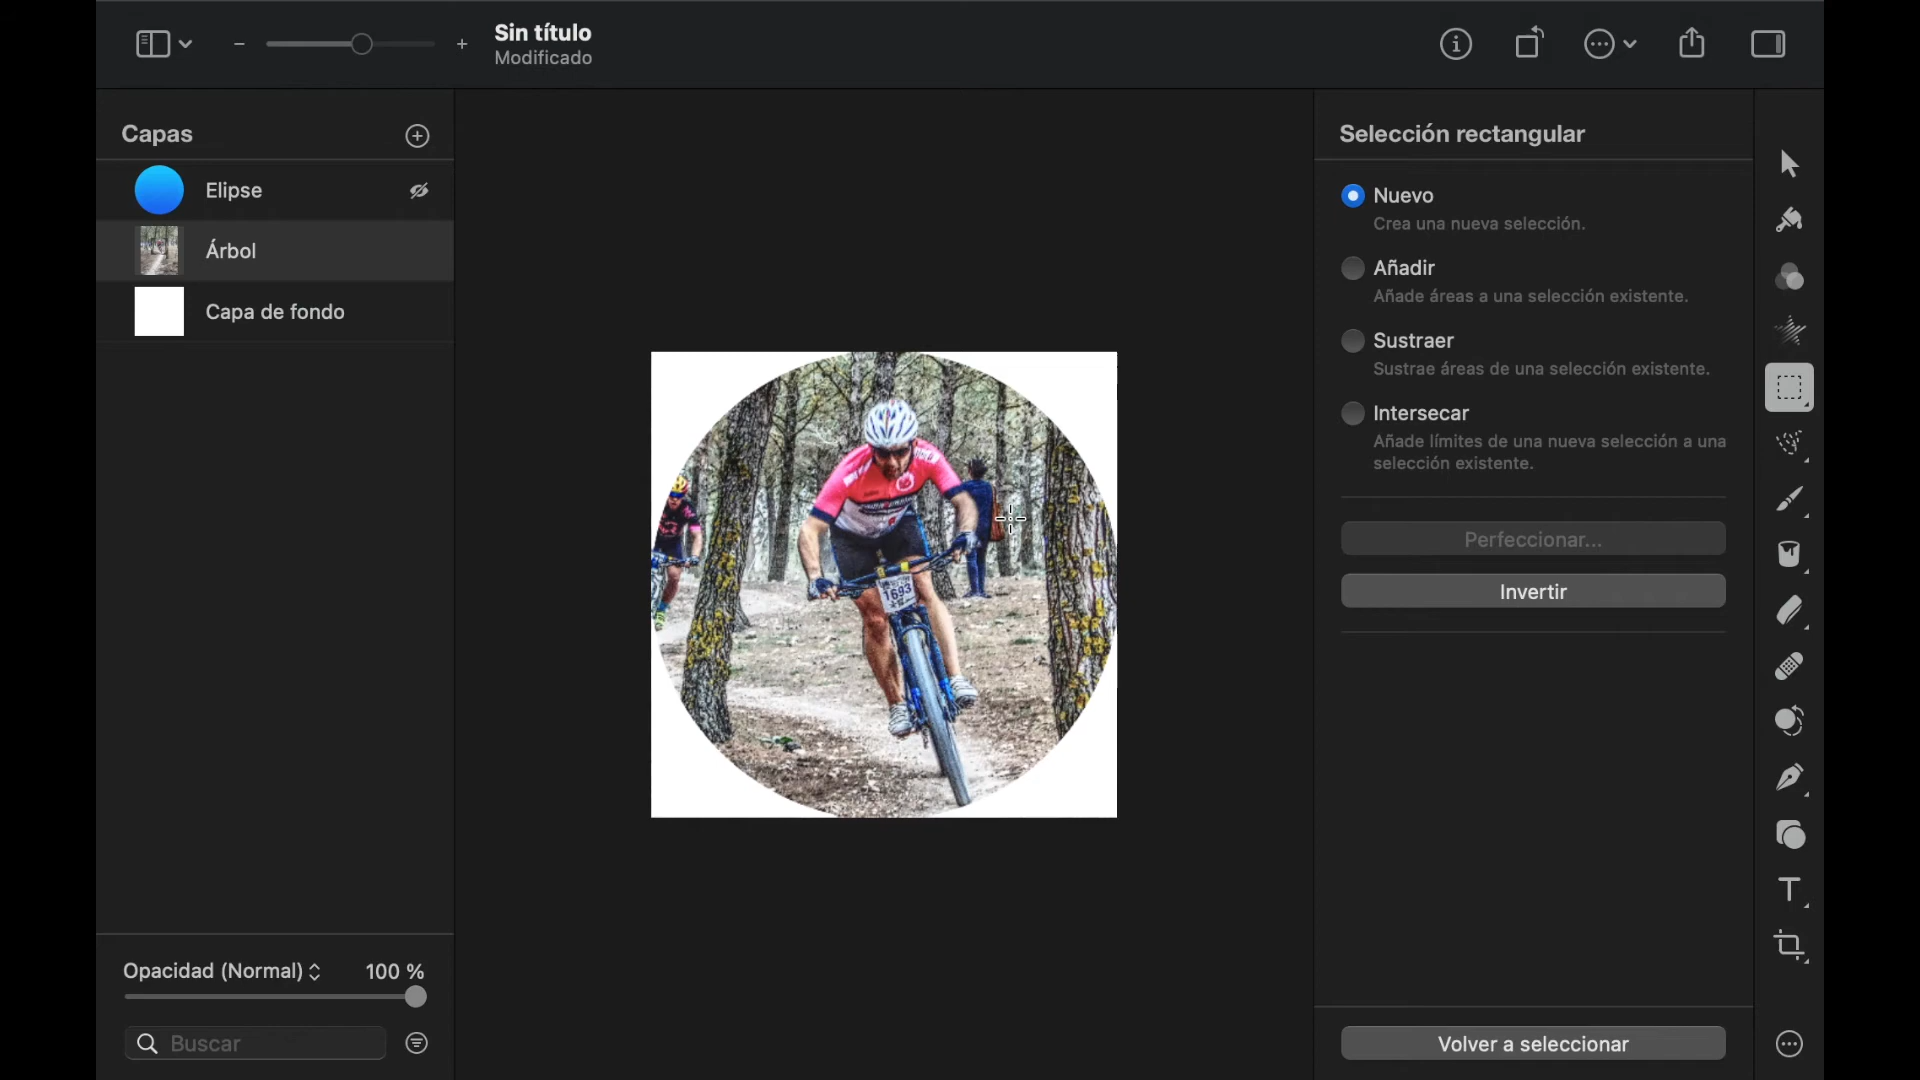 Sin título
Modificado
Capas
Elipse
Árbol
Capa de fondo
Opacidad (Normal)
100 %
Buscar
1693
Selección rectangular
Nuevo
Crea una nueva selección.
Añadir
Añade áreas a una selección existente.
Sustraer
Sustrae áreas de una selección existente.
Intersecar
Añade límites de una nueva selección a una
selección existente.
Perfeccionar...
Invertir
Volver a seleccionar